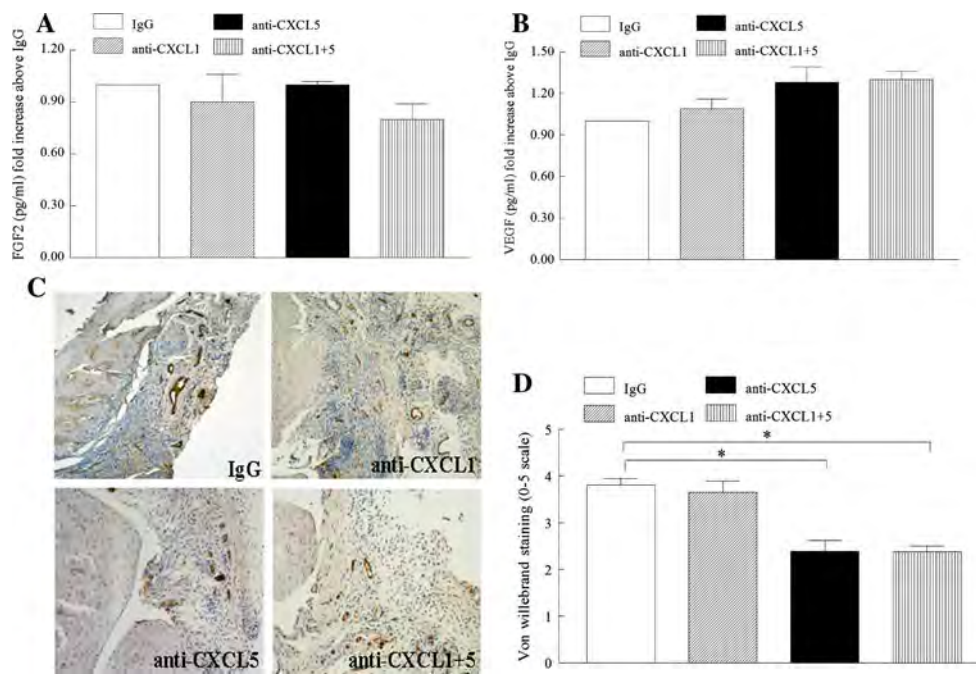 A
IgG
anti-CXCL5
anti-CXCL1
anti-CXCL1+5
FGF2 (pg/ml) fold increase above IgG
1.20
0.90
0.60
0.30
0.00
B
IgG
anti-CXCL5
anti-CXCL1
anti-CXCL1+5
VEGF (pg/ml) fold increase above IgG
1.50
1.20
0.90
0.60
0.30
0.00
C
IgG
anti-CXCL1
anti-CXCL5
anti-CXCL1+5
D
IgG
anti-CXCL5
anti-CXCL1
anti-CXCL1+5
Von willebrand staining (0-5 scale)
5
4
3
2
1
0
*
*